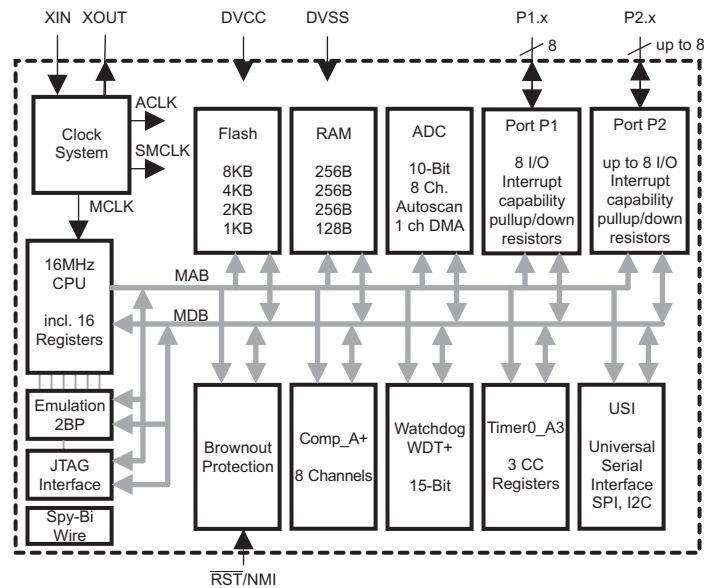 XIN XOUT DVCC DVSS P1.x P2.x
8 up to 8
ACLK
SMCLK
MCLK
Clock
System
Flash
8KB
4KB
2KB
1KB
RAM
256B
256B
256B
128B
ADC
10-Bit
8 Ch.
Autoscan
1 ch DMA
Port P1
8 I/O
Interrupt
capability
pullup/down
resistors
Port P2
up to 8 I/O
Interrupt
capability
pullup/down
resistors
16MHz
CPU
incl. 16
Registers
MAB
MDB
Emulation
2BP
JTAG
Interface
Spy-Bi
Wire
Brownout
Protection
Comp_A+
8 Channels
Watchdog
WDT+
15-Bit
Timer0_A3
3 CC
Registers
USI
Universal
Serial
Interface
SPI, I2C
RST/NMI